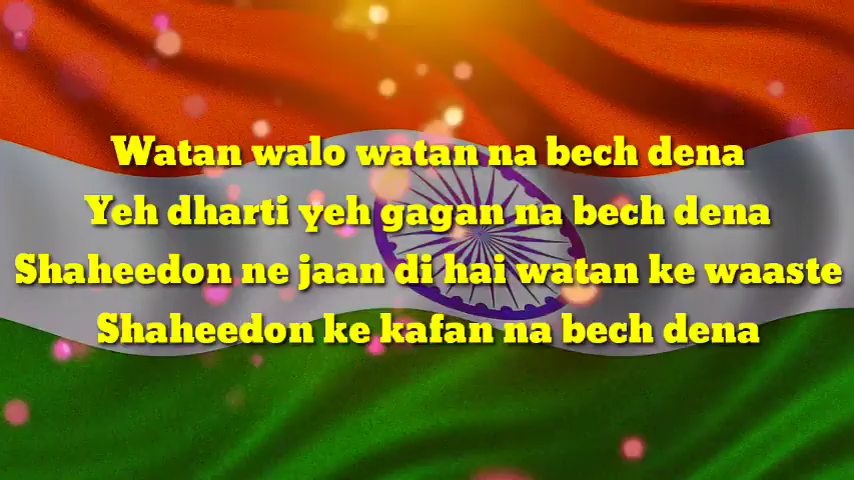 Watan walo watan na bech dena
Yeh dharti yeh gagan na bech dena
Shaheedon ne jaan di hai watan ke waaste
Shaheedon ke kafan na bech dena